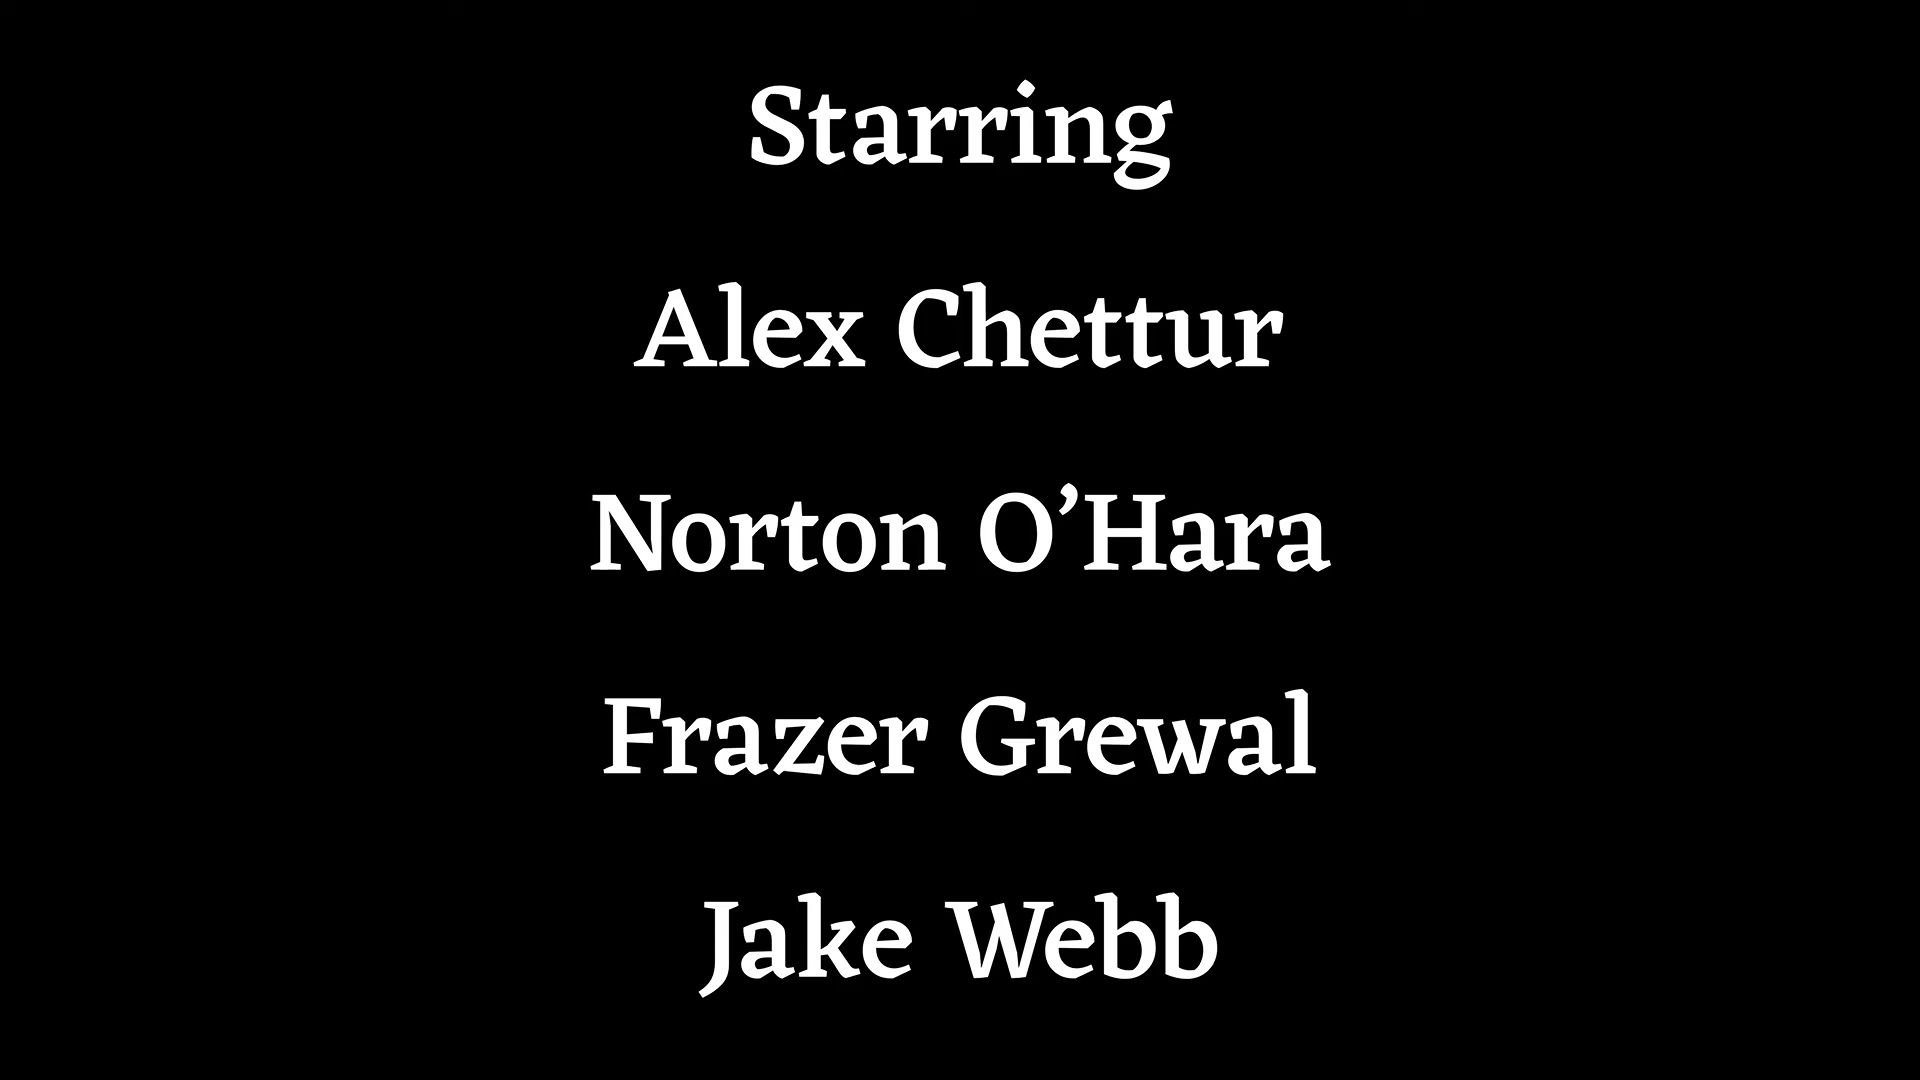 Starring
Alex Chettur
Norton O’Hara
Frazer Grewal
Jake Webb